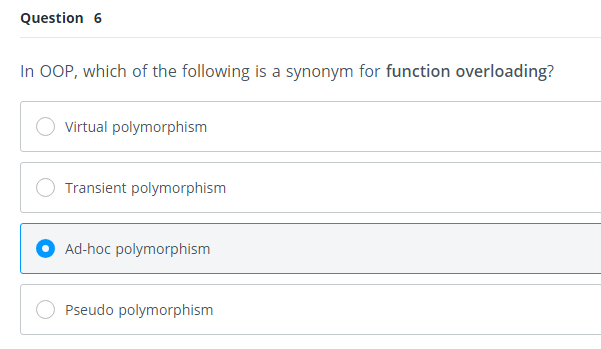 Question 6
In OOP, which of the following is a synonym for function overloading?
Virtual polymorphism
Transient polymorphism
Ad-hoc polymorphism
Pseudo polymorphism